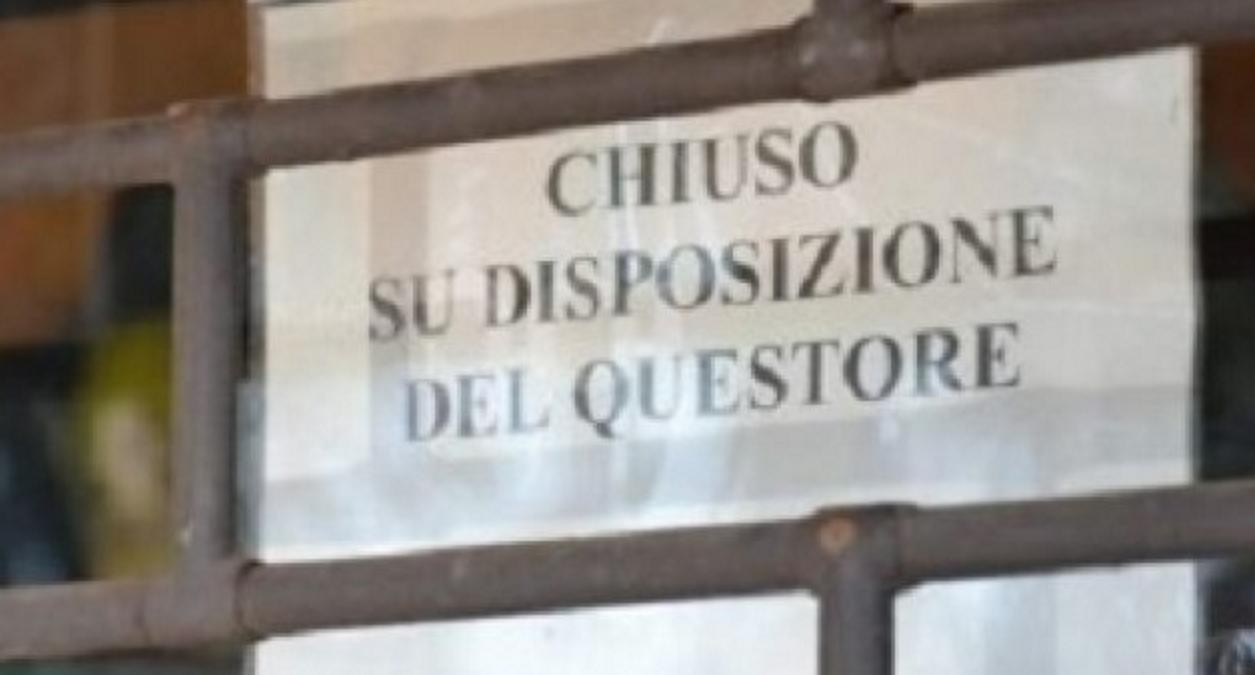 CHIUSO
SU DISPOSIZIONE
DEL QUESTORE